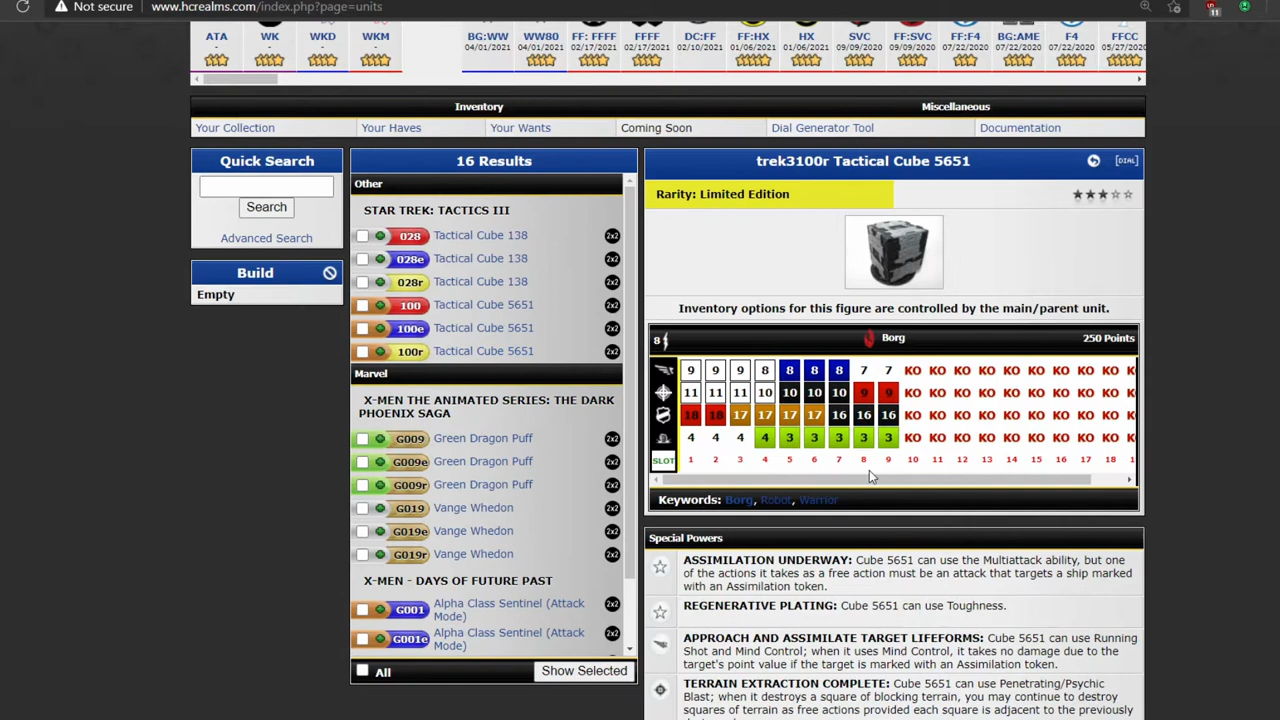 Not secure www.hcrealms.com/index.php?page=units
ATA WK WKD WKM BG:WW WW80 FF: FFFF FFFF DC:FF FF:HX HX SVC FF:SVC FF:F4 BG:AME F4 FFCC
- - - - 04/01/2021 04/01/2021 02/17/2021 02/17/2021 02/10/2021 01/06/2021 01/06/2021 09/09/2020 09/09/2020 07/22/2020 07/22/2020 07/22/2020 05/27/2020
Inventory Miscellaneous
Your Collection Your Haves Your Wants Coming Soon Dial Generator Tool Documentation
Quick Search
Search
Advanced Search
Build
Empty
16 Results
Other
STAR TREK: TACTICS III
028 Tactical Cube 138 2x2
028e Tactical Cube 138 2x2
028r Tactical Cube 138 2x2
100 Tactical Cube 5651 2x2
100e Tactical Cube 5651 2x2
100r Tactical Cube 5651 2x2
Marvel
X-MEN THE ANIMATED SERIES: THE DARK
PHOENIX SAGA
G009 Green Dragon Puff 2x2
G009e Green Dragon Puff 2x2
G009r Green Dragon Puff 2x2
G019 Vange Whedon 2x2
G019e Vange Whedon 2x2
G019r Vange Whedon 2x2
X-MEN - DAYS OF FUTURE PAST
G001 Alpha Class Sentinel (Attack
Mode) 2x2
G001e Alpha Class Sentinel (Attack
Mode) 2x2
All Show Selected
trek3100r Tactical Cube 5651 [DIAL]
Rarity: Limited Edition
Inventory options for this figure are controlled by the main/parent unit.
8 Borg 250 Points
9 9 9 8 8 8 8 7 7 KO KO KO KO KO KO KO KO KO
11 11 11 10 10 10 10 9 9 KO KO KO KO KO KO KO KO KO
18 18 17 17 17 17 16 16 16 KO KO KO KO KO KO KO KO KO
4 4 4 4 3 3 3 3 3 KO KO KO KO KO KO KO KO KO
SLOT 1 2 3 4 5 6 7 8 9 10 11 12 13 14 15 16 17 18
Keywords: Borg, Robot, Warrior
Special Powers
ASSIMILATION UNDERWAY: Cube 5651 can use the Multiattack ability, but
one of the actions it takes as a free action must be an attack that targets a ship marked
with an Assimilation token.
REGENERATIVE PLATING: Cube 5651 can use Toughness.
APPROACH AND ASSIMILATE TARGET LIFEFORMS: Cube 5651 can use Running
Shot and Mind Control; when it uses Mind Control, it takes no damage due to the
target's point value if the target is marked with an Assimilation token.
TERRAIN EXTRACTION COMPLETE: Cube 5651 can use Penetrating/Psychic
Blast; when it destroys a square of blocking terrain, you may continue to destroy
squares of terrain as free actions provided each square is adjacent to the previously